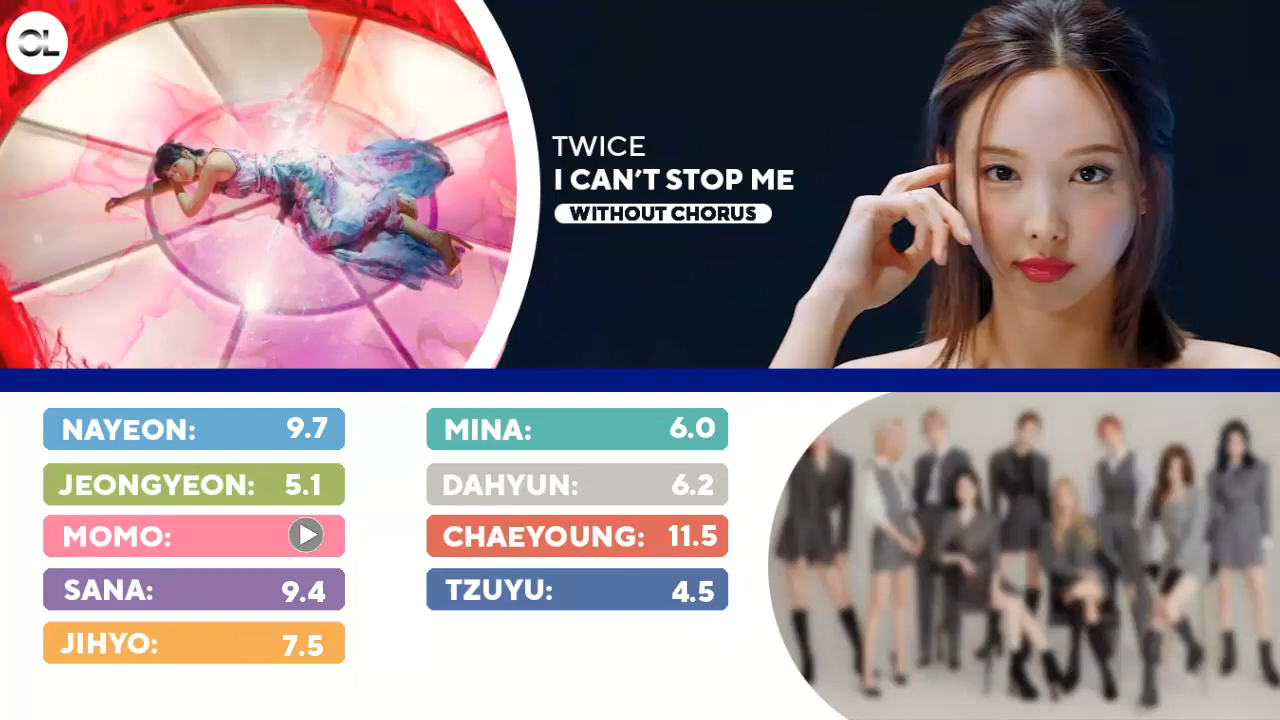 OL
TWICE
I CAN'T STOP ME
WITHOUT CHORUS
NAYEON: 9.7
JEONGYEON: 5.1
MOMO:
SANA: 9.4
JIHYO: 7.5
MINA: 6.0
DAHYUN: 6.2
CHAEYOUNG: 11.5
TZUYU: 4.5